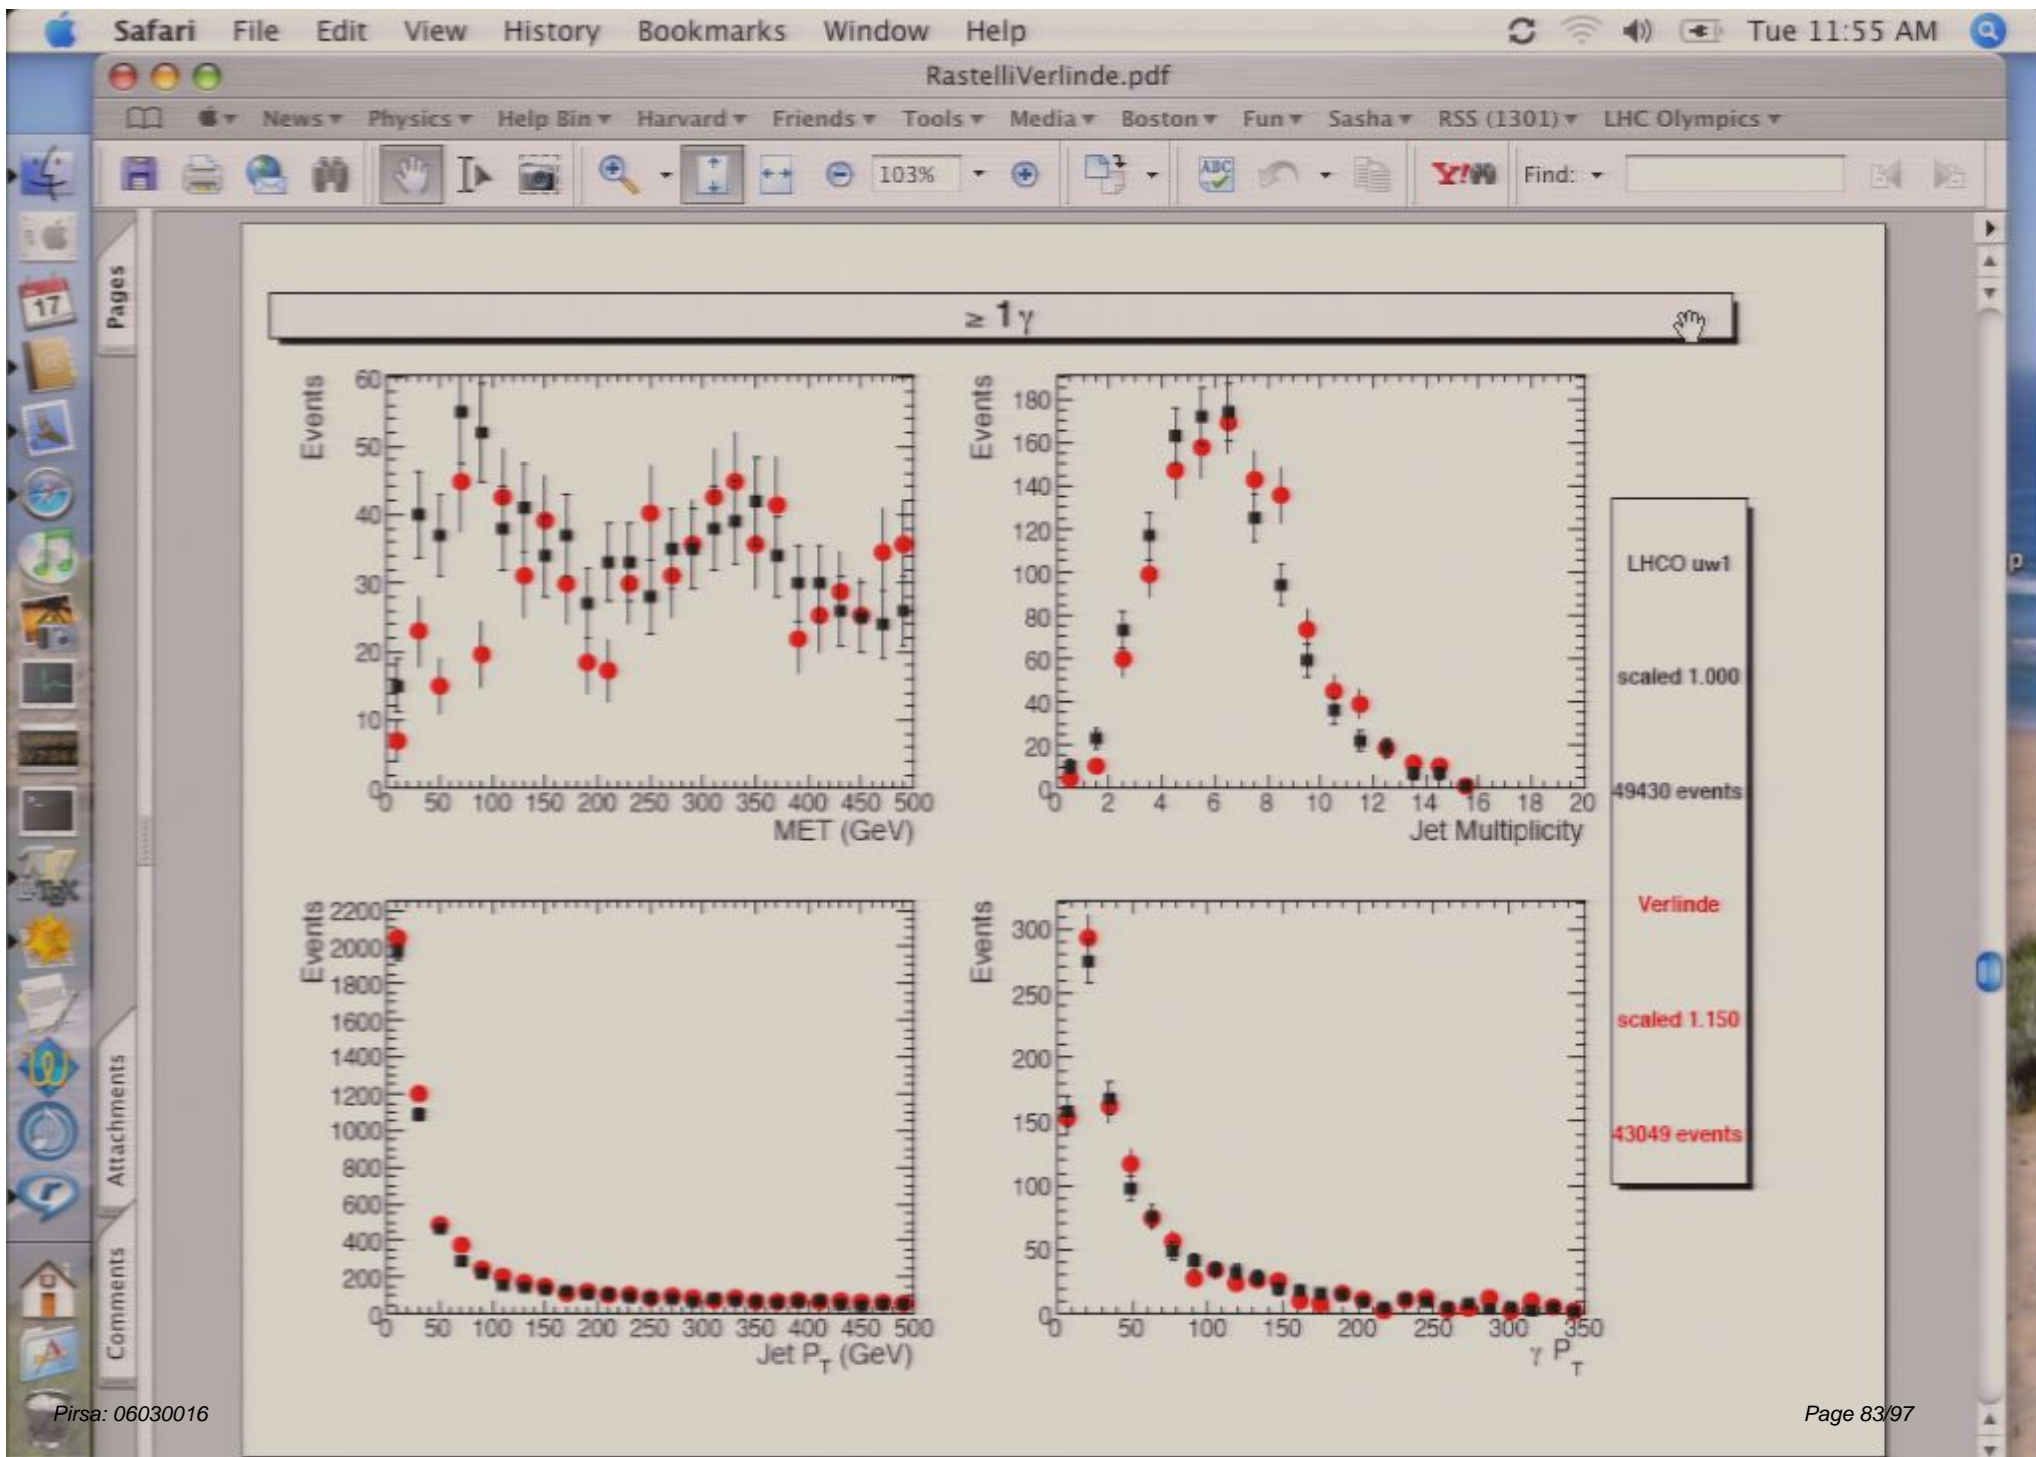 Safari File Edit View History Bookmarks Window Help Tue 11:55 AM
RastelliVerlinde.pdf
News Physics Help Bin Harvard Friends Tools Media Boston Fun Sasha RSS (1301) LHC Olympics
103% ABC Y! Find:
17
Pages
Attachments
Comments
≥ 1 γ
Events
60
50
40
30
20
10
0
0 50 100 150 200 250 300 350 400 450 500
MET (GeV)
Events
180
160
140
120
100
80
60
40
20
0
0 2 4 6 8 10 12 14 16 18 20
Jet Multiplicity
LHCO uw1
scaled 1.000
49430 events
Verlinde
scaled 1.150
43049 events
Events
2200
2000
1800
1600
1400
1200
1000
800
600
400
200
0
0 50 100 150 200 250 300 350 400 450 500
Jet P_T (GeV)
Events
300
250
200
150
100
50
0
0 50 100 150 200 250 300 350
γ P_T
Pirsa: 06030016
Page 83/97